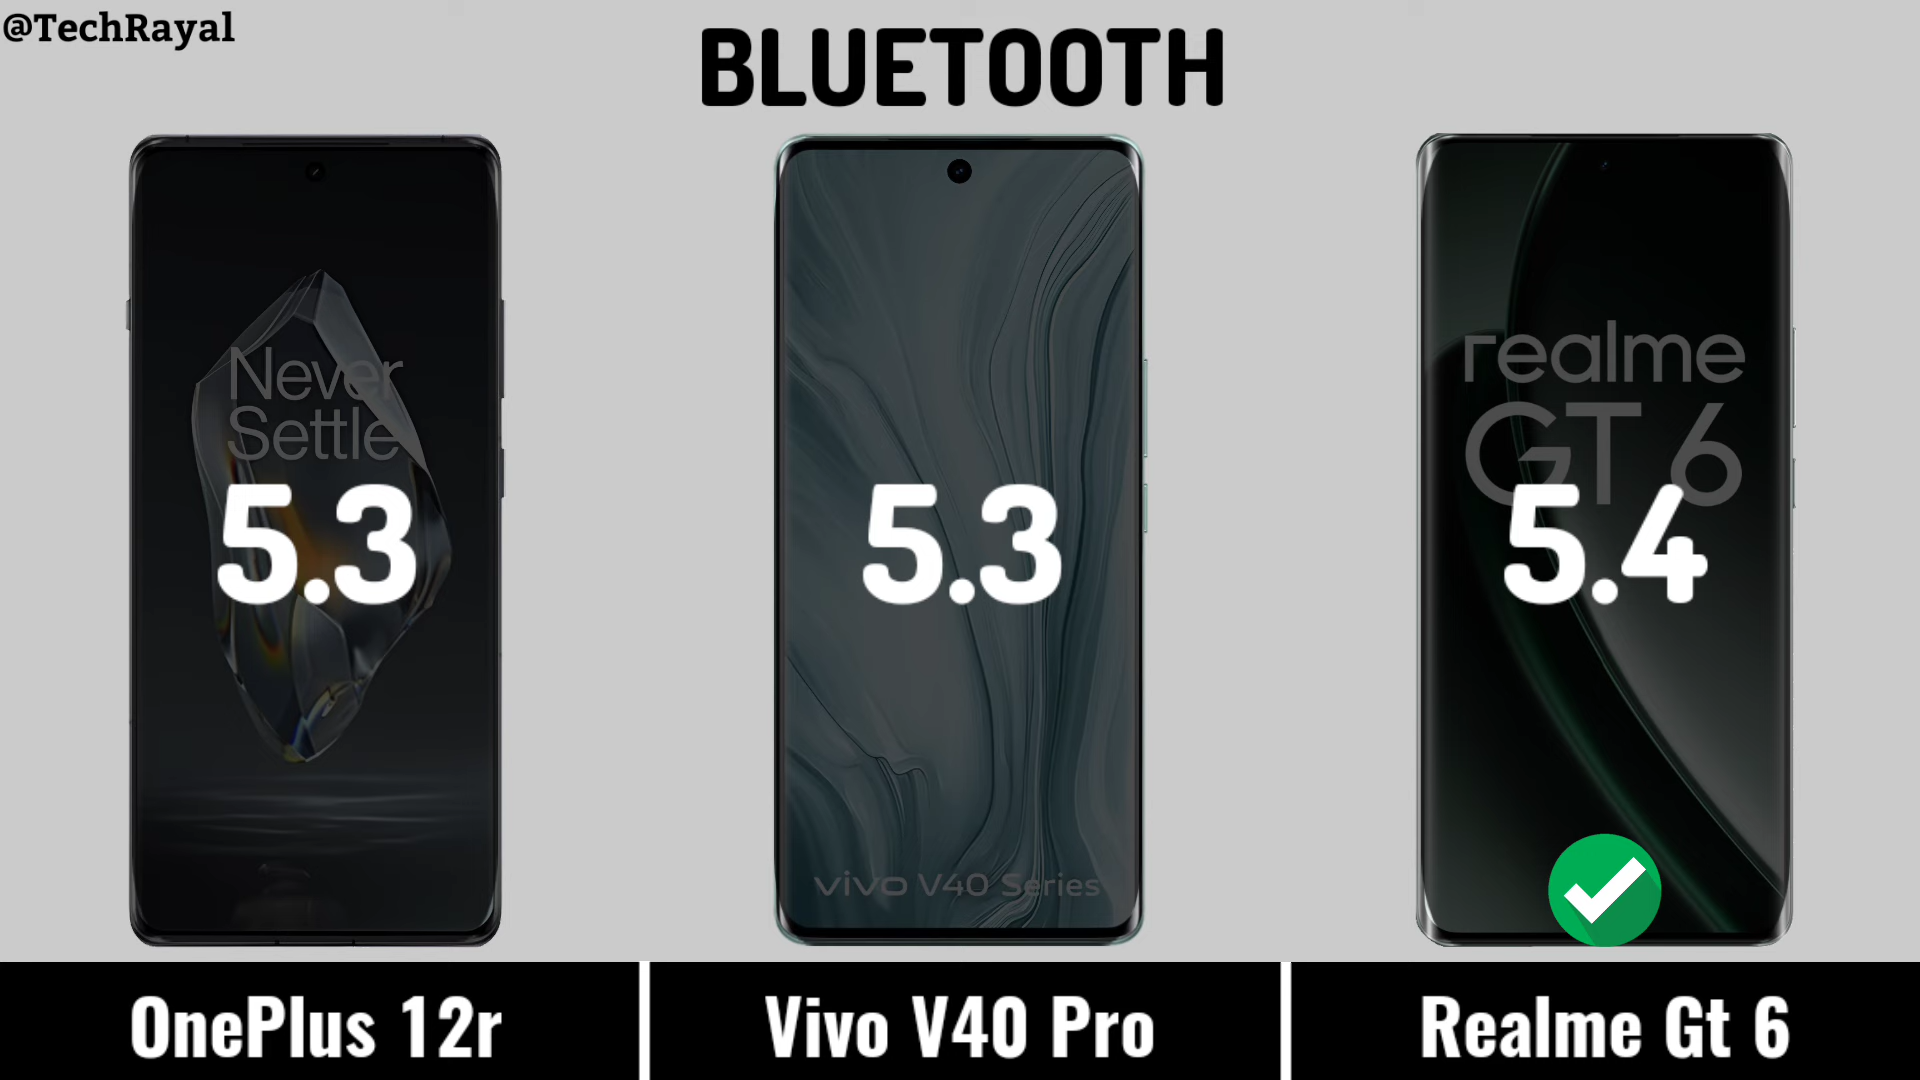 @TechRayal
BLUETOOTH
Never
Settle
5.3
5.3
vivo V40 Series
realme
GT 6
5.4
OnePlus 12r
Vivo V40 Pro
Realme Gt 6